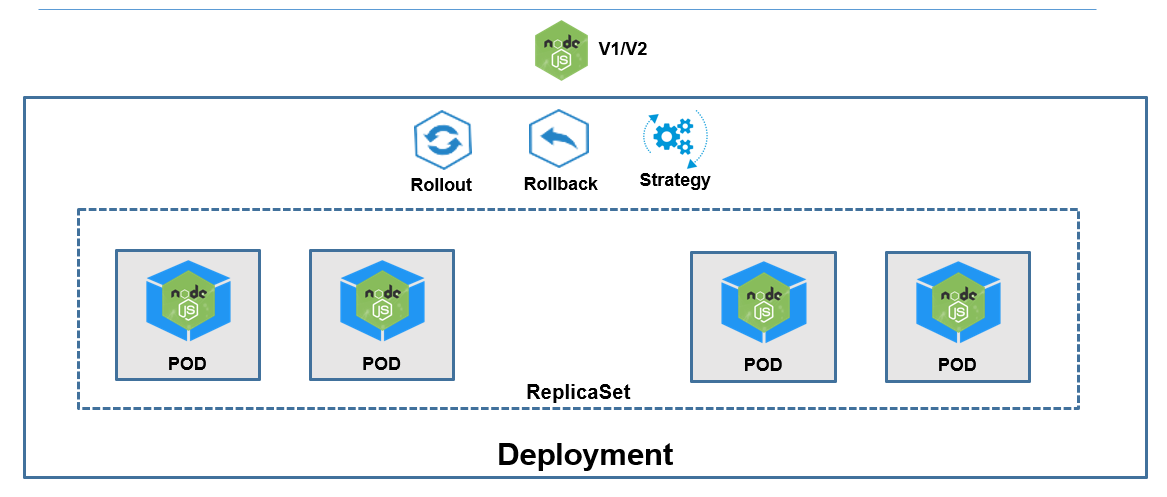 node
JS
V1/V2
Rollout
Rollback
Strategy
node
JS
node
JS
node
JS
node
JS
POD
POD
POD
POD
ReplicaSet
Deployment